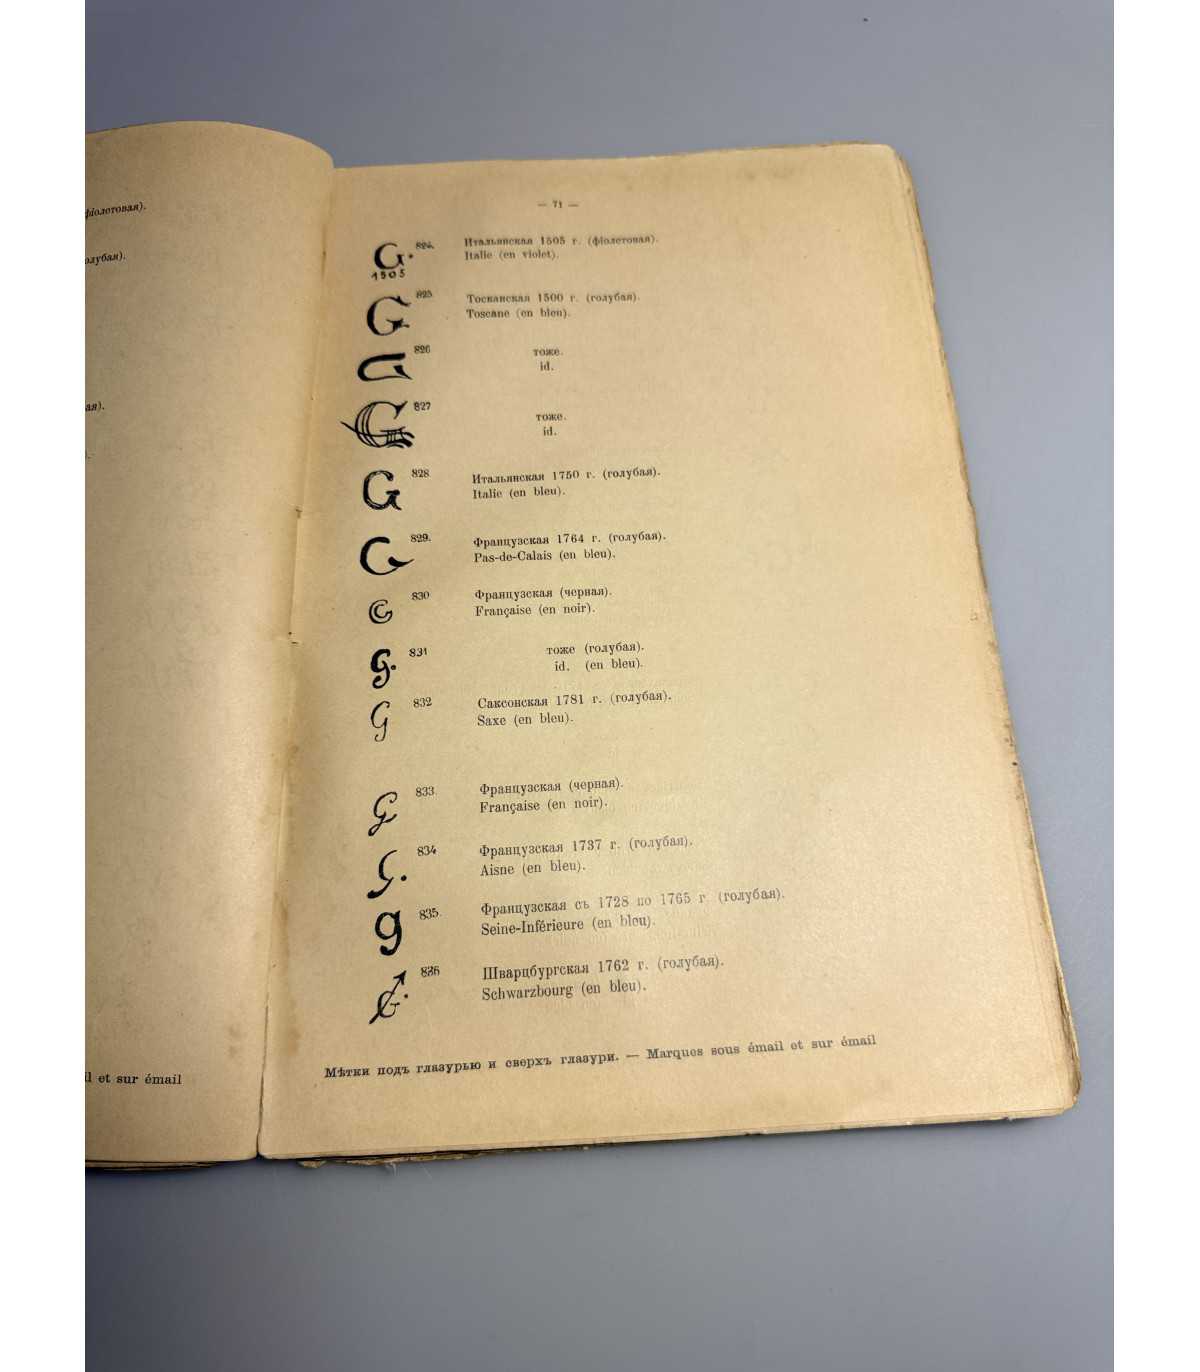 фіолетовая).
олубая).
ая).
).
il et sur émail
— 71 —
G. 824. Итальянская 1505 г. (фіолетовая).
1505 Italie (en violet).
G 825 Тосканская 1500 г. (голубая).
Toscane (en bleu).
G 826 тоже.
id.
G 827 тоже.
id.
G 828 Итальянская 1750 г. (голубая).
Italie (en bleu).
G 829. Французская 1764 г. (голубая).
Pas-de-Calais (en bleu).
G 830 Французская (черная).
Française (en noir).
G. 831 тоже (голубая).
id. (en bleu).
G 832 Саксонская 1781 г. (голубая).
Saxe (en bleu).
G 833. Французская (черная).
Française (en noir).
G. 834 Французская 1737 г. (голубая).
Aisne (en bleu).
g 835. Французская съ 1728 по 1765 г (голубая).
Seine-Inférieure (en bleu).
G. 836 Шварцбургская 1762 г. (голубая).
Schwarzbourg (en bleu).
Мѣтки подъ глазурью и сверхъ глазури. — Marques sous émail et sur émail